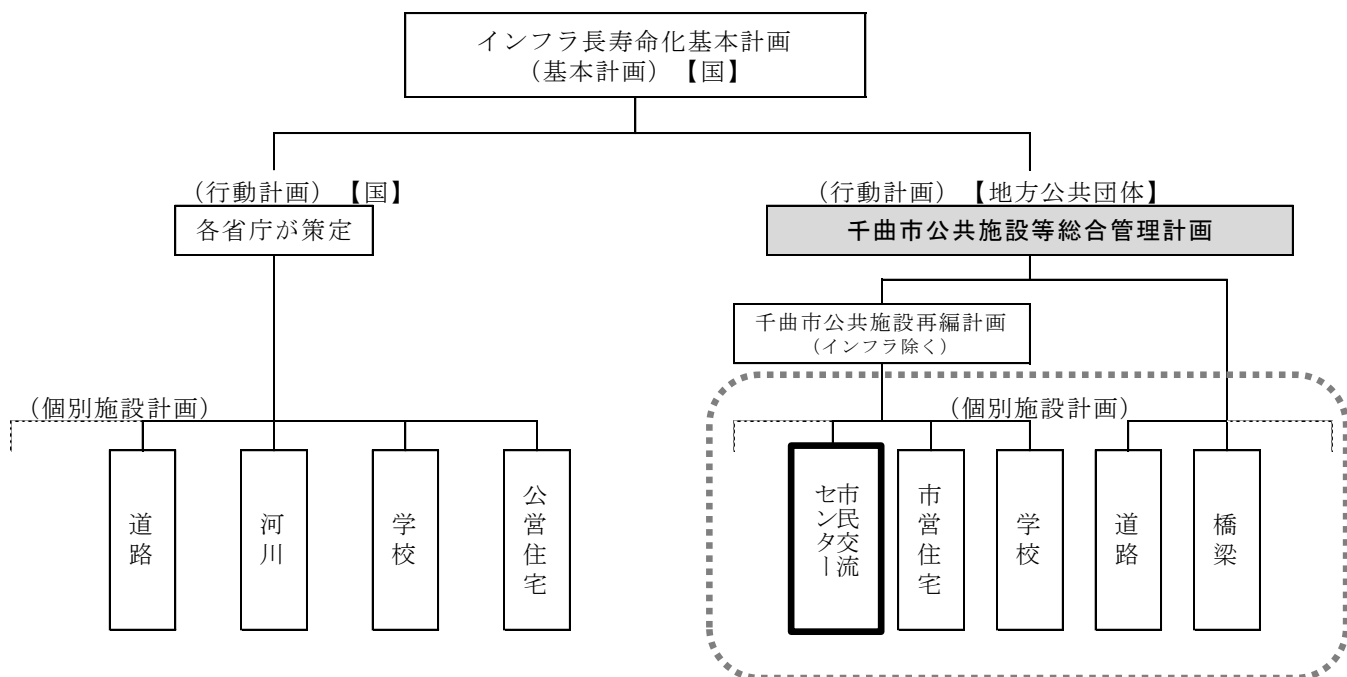 インフラ長寿命化基本計画
（基本計画）【国】
（行動計画）【国】
各省庁が策定
（行動計画）【地方公共団体】
千曲市公共施設等総合管理計画
千曲市公共施設再編計画
（インフラ除く）
（個別施設計画）
道路
河川
学校
公営住宅
（個別施設計画）
市民交流
センター
市営住宅
学校
道路
橋梁